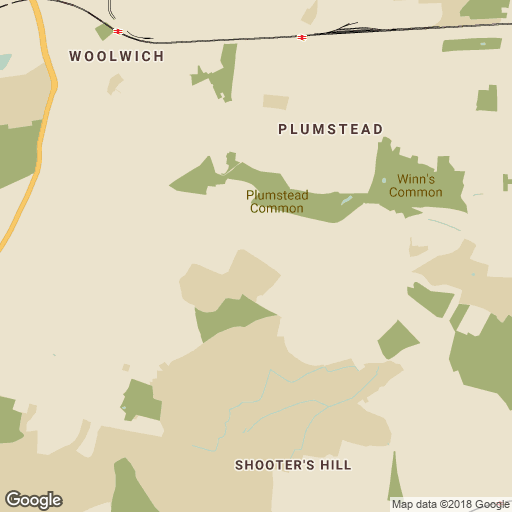 WOOLWICH
PLUMSTEAD
Winn's
Common
Plumstead
Common
SHOOTER'S HILL
Google
Map data ©2018 Google